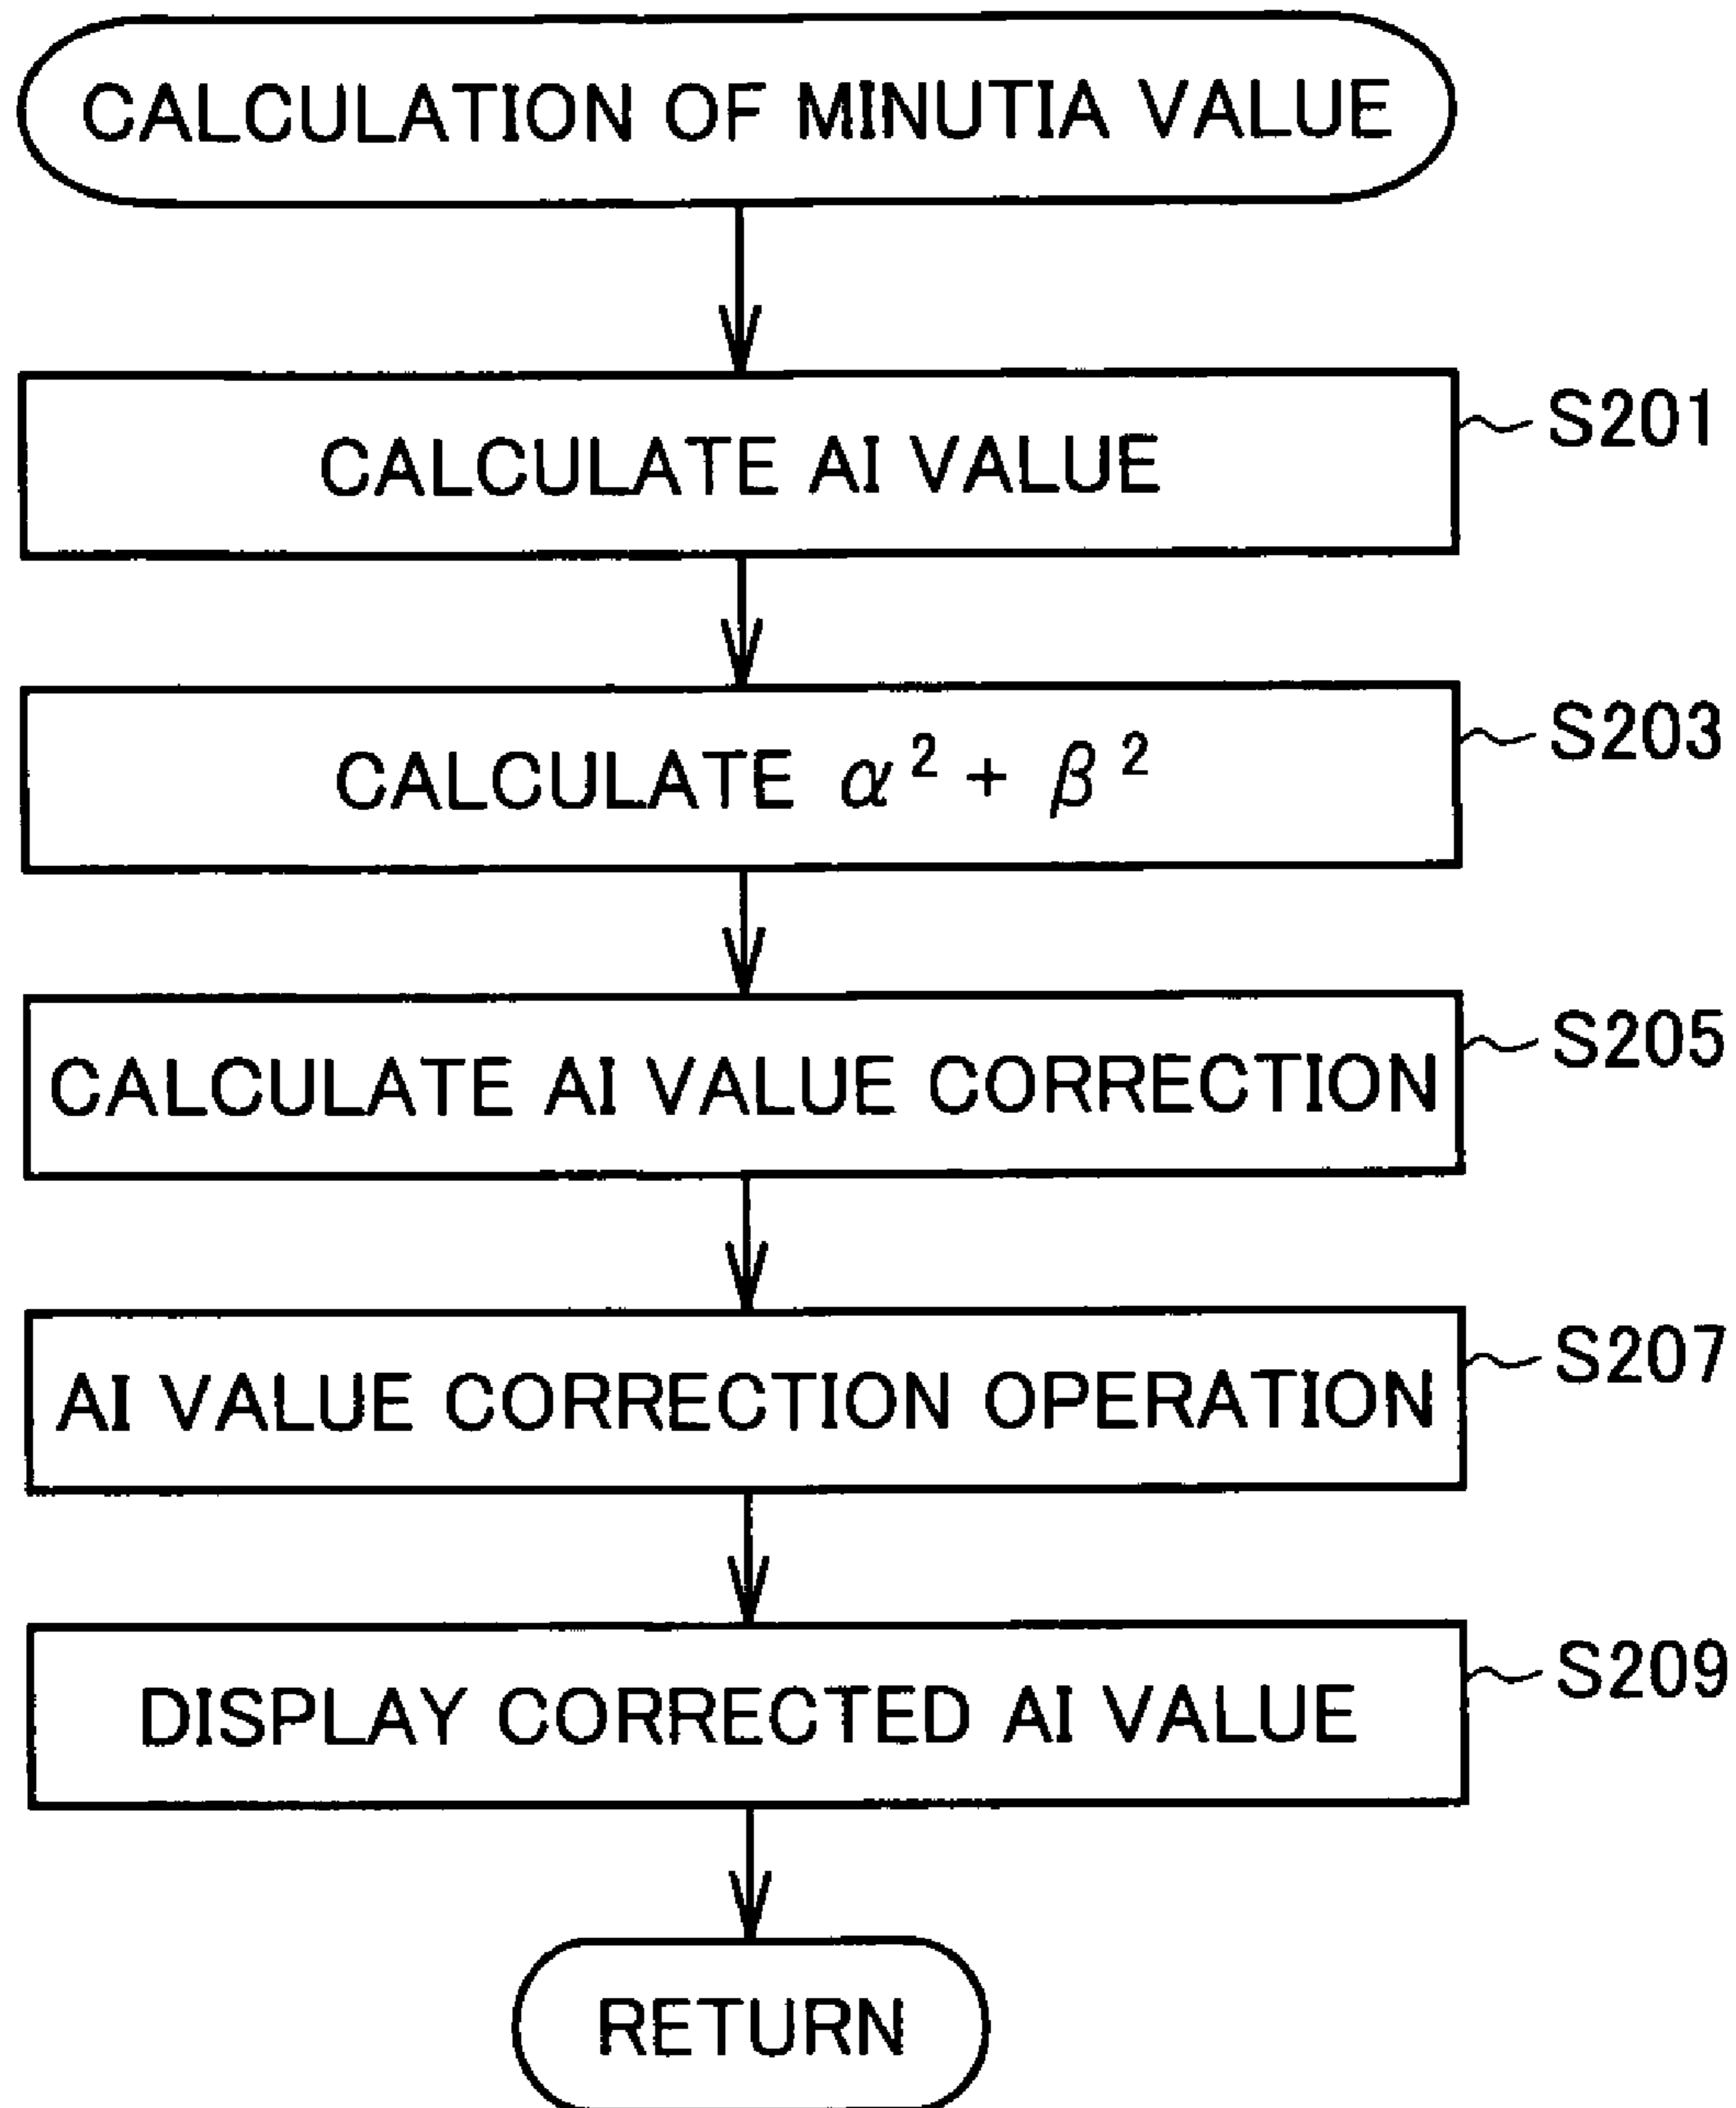 CALCULATION OF MINUTIA VALUE
CALCULATE AI VALUE
S201
CALCULATE α² + β²
S203
CALCULATE AI VALUE CORRECTION
S205
AI VALUE CORRECTION OPERATION
S207
DISPLAY CORRECTED AI VALUE
S209
RETURN